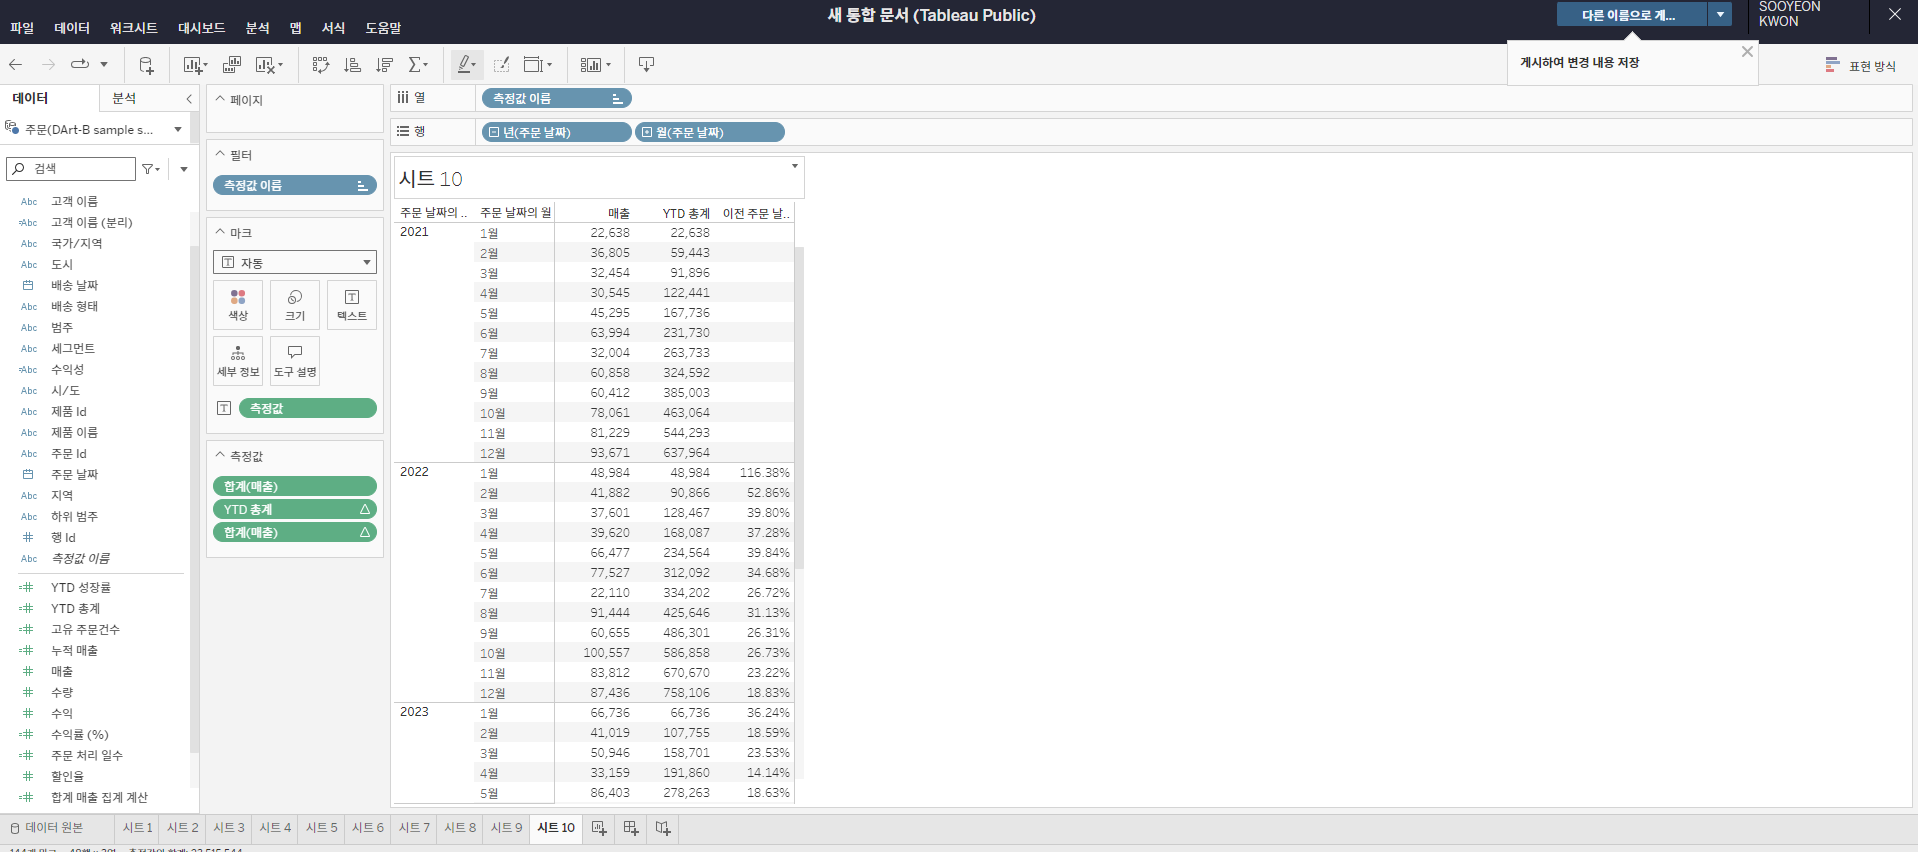 새 통합 문서 (Tableau Public)
다른 이름으로 게...
SOOYEON KWON
파일 데이터 워크시트 대시보드 분석 맵 서식 도움말
게시하여 변경 내용 저장
표현 방식
데이터 분석
주문(DArt-B sample s...
검색
Abc 고객 이름
=Abc 고객 이름 (분리)
Abc 국가/지역
Abc 도시
배송 날짜
Abc 배송 형태
Abc 범주
Abc 세그먼트
=Abc 수익성
Abc 시/도
Abc 제품 Id
Abc 제품 이름
Abc 주문 Id
주문 날짜
Abc 지역
Abc 하위 범주
# 행 Id
Abc 측정값 이름
=# YTD 성장률
=# YTD 총계
=# 고유 주문건수
=# 누적 매출
# 매출
# 수량
# 수익
=# 수익률 (%)
=# 주문 처리 일수
# 할인율
=# 합계 매출 집계 계산
페이지
필터
측정값 이름
마크
자동
색상 크기 텍스트
세부 정보 도구 설명
측정값
측정값
합계(매출)
YTD 총계
합계(매출)
열 측정값 이름
행 년(주문 날짜) 월(주문 날짜)
시트 10
주문 날짜의 .. 주문 날짜의 월 매출 YTD 총계 이전 주문 날..
2021 1월 22,638 22,638
2월 36,805 59,443
3월 32,454 91,896
4월 30,545 122,441
5월 45,295 167,736
6월 63,994 231,730
7월 32,004 263,733
8월 60,858 324,592
9월 60,412 385,003
10월 78,061 463,064
11월 81,229 544,293
12월 93,671 637,964
2022 1월 48,984 48,984 116.38%
2월 41,882 90,866 52.86%
3월 37,601 128,467 39.80%
4월 39,620 168,087 37.28%
5월 66,477 234,564 39.84%
6월 77,527 312,092 34.68%
7월 22,110 334,202 26.72%
8월 91,444 425,646 31.13%
9월 60,655 486,301 26.31%
10월 100,557 586,858 26.73%
11월 83,812 670,670 23.22%
12월 87,436 758,106 18.83%
2023 1월 66,736 66,736 36.24%
2월 41,019 107,755 18.59%
3월 50,946 158,701 23.53%
4월 33,159 191,860 14.14%
5월 86,403 278,263 18.63%
데이터 원본 시트 1 시트 2 시트 3 시트 4 시트 5 시트 6 시트 7 시트 8 시트 9 시트 10